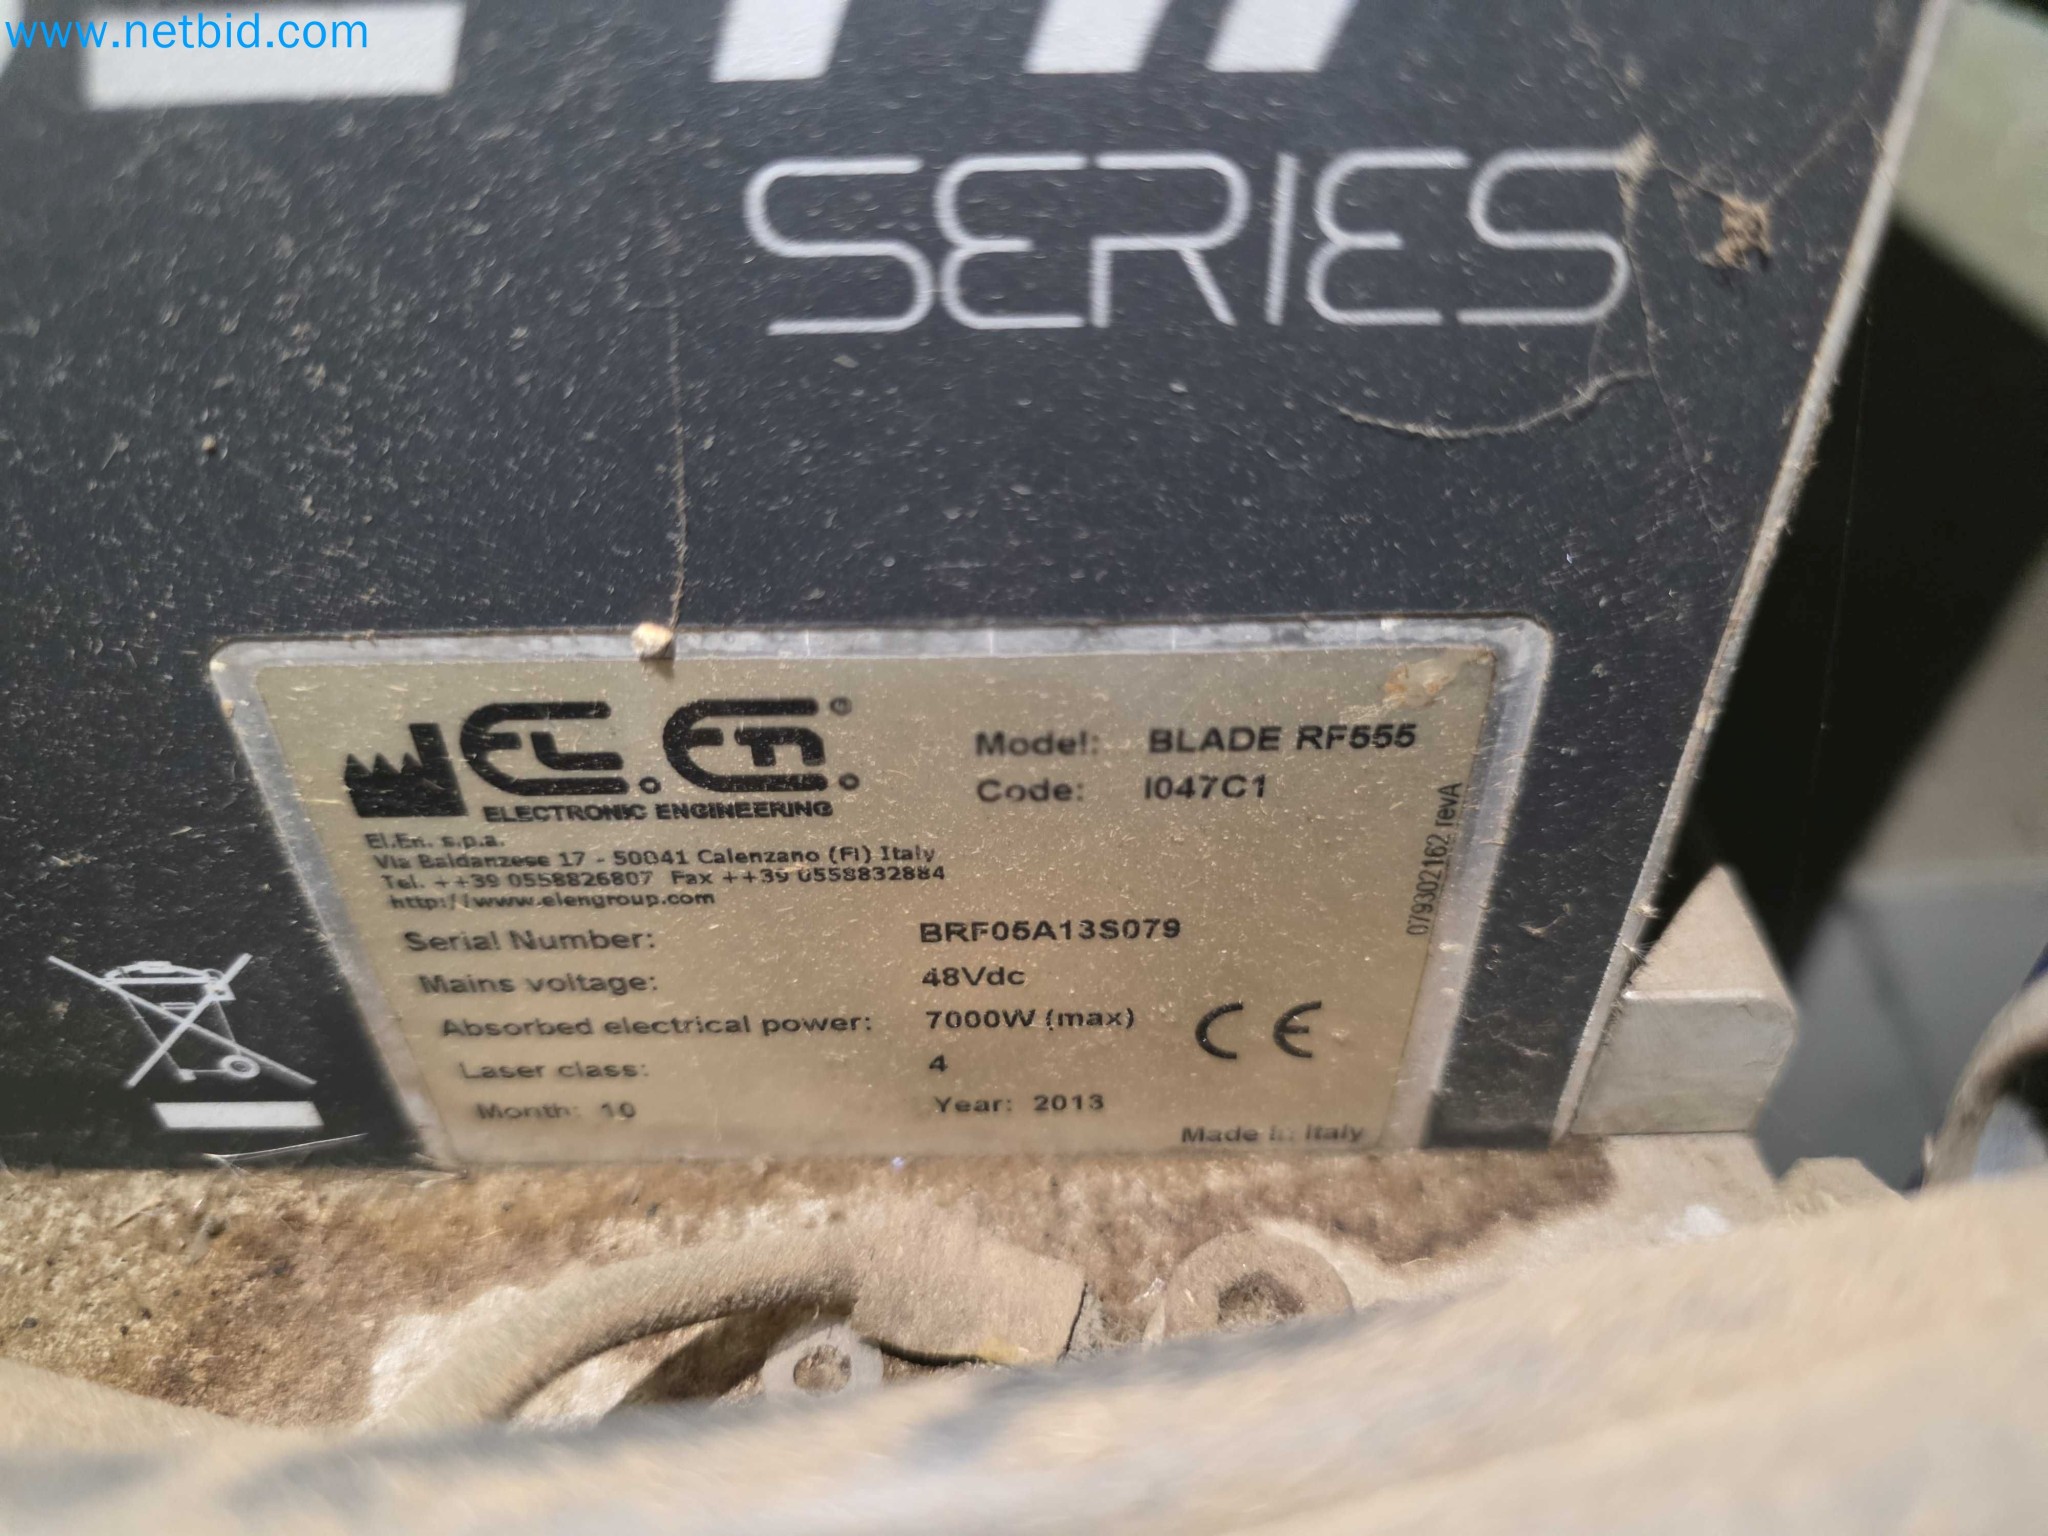 www.netbid.com
SERIES
EL.En.®
ELECTRONIC ENGINEERING
Model: BLADE RF555
Code: I047C1
El.En. s.p.a.
Via Baldanzese 17 - 50041 Calenzano (FI) Italy
Tel. ++39 0558826807 Fax ++39 0558832884
http://www.elengroup.com
079302162 revA
Serial Number: BRF05A13S079
Mains voltage: 48Vdc
Absorbed electrical power: 7000W (max)
CE
Laser class: 4
Month: 10 Year: 2013
Made in Italy